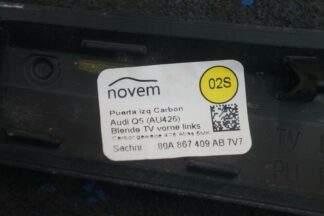 novem
02S
Puerta Izq Carbon
Audi Q5 (AU426)
Blende TV vorne links
Sachnr. 80A 867 409 AB 7V7